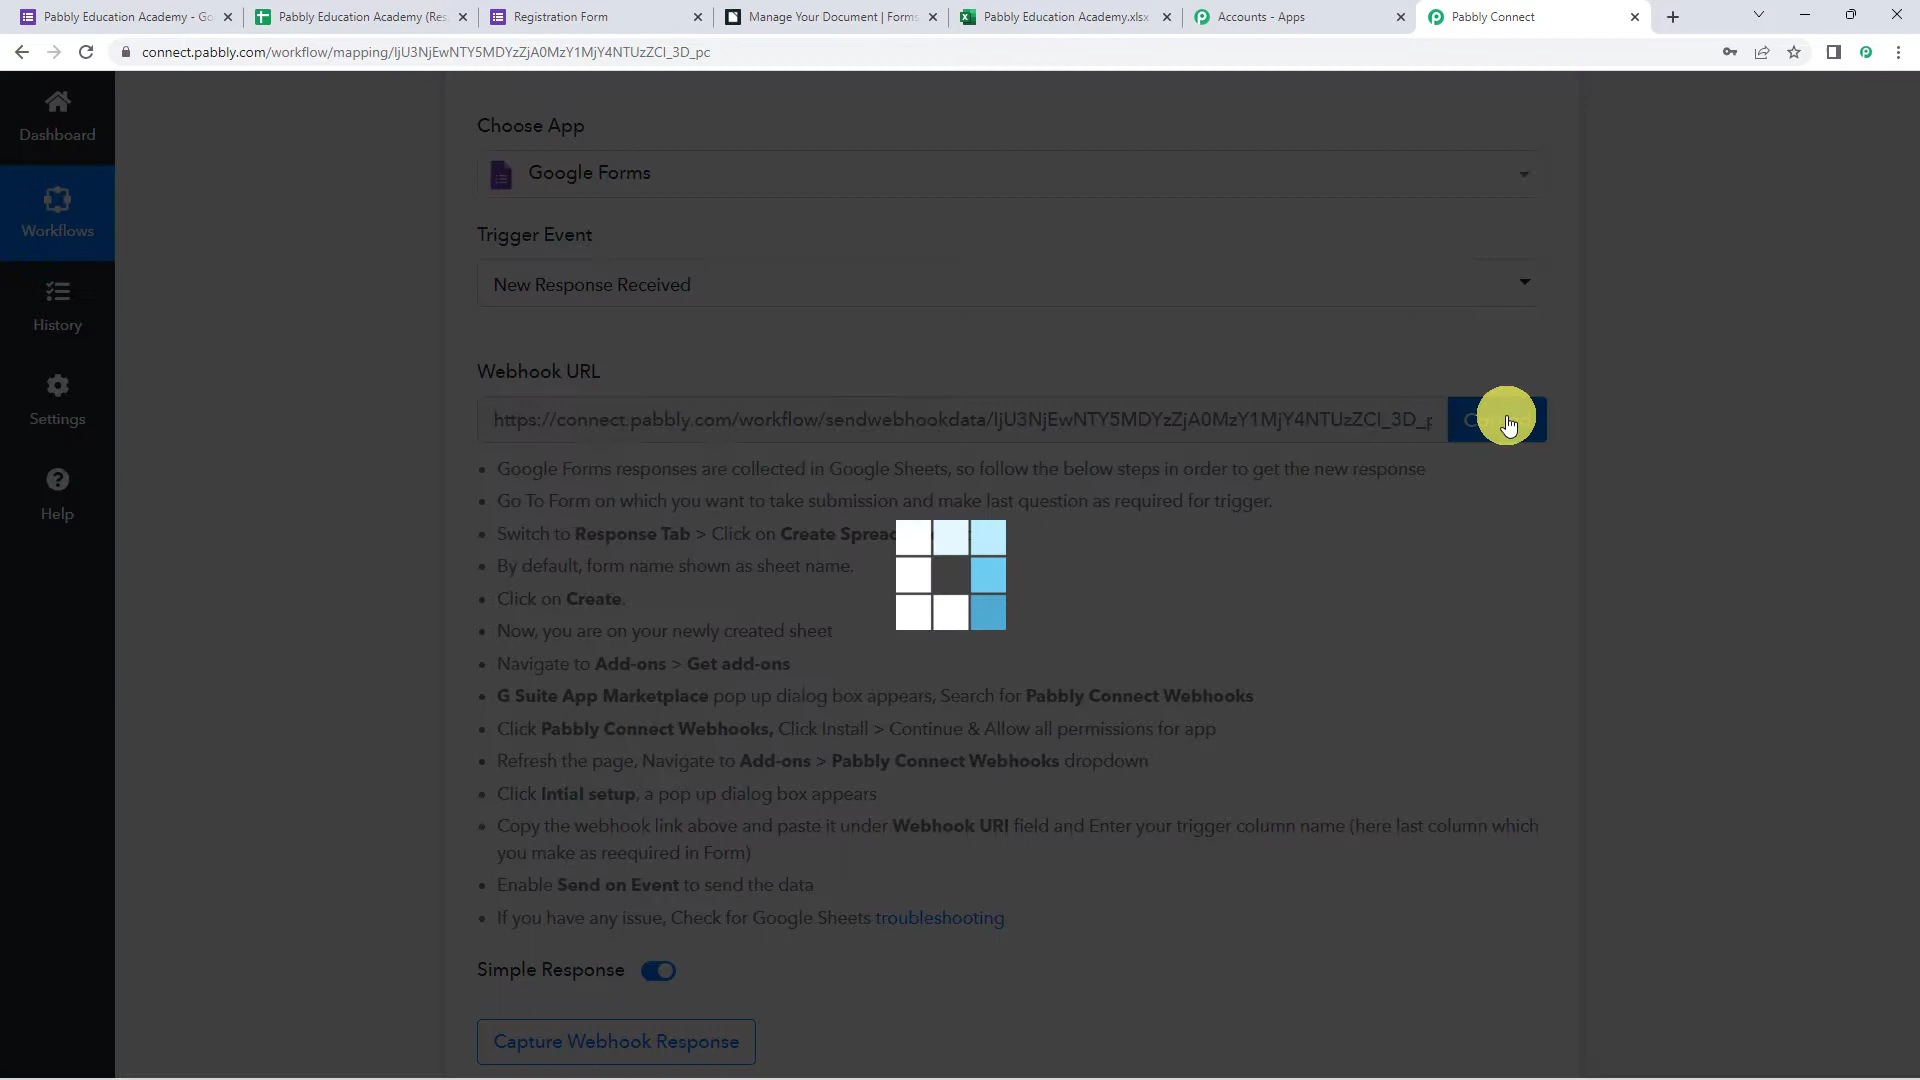 Pabbly Education Academy - Go
Pabbly Education Academy (Res
Registration Form
Manage Your Document | Forms
Pabbly Education Academy.xlsx
Accounts - Apps
Pabbly Connect
connect.pabbly.com/workflow/mapping/IjU3NjEwNTY5MDYzZjA0MzY1MjY4NTUzZCI_3D_pc
Dashboard
Workflows
History
Settings
Help
Choose App
Google Forms
Trigger Event
New Response Received
Webhook URL
https://connect.pabbly.com/workflow/sendwebhookdata/IjU3NjEwNTY5MDYzZjA0MzY1MjY4NTUzZCI_3D_p
• Google Forms responses are collected in Google Sheets, so follow the below steps in order to get the new response
• Go To Form on which you want to take submission and make last question as required for trigger.
• Switch to Response Tab > Click on Create Sprea
• By default, form name shown as sheet name.
• Click on Create.
• Now, you are on your newly created sheet
• Navigate to Add-ons > Get add-ons
• G Suite App Marketplace pop up dialog box appears, Search for Pabbly Connect Webhooks
• Click Pabbly Connect Webhooks, Click Install > Continue & Allow all permissions for app
• Refresh the page, Navigate to Add-ons > Pabbly Connect Webhooks dropdown
• Click Intial setup, a pop up dialog box appears
• Copy the webhook link above and paste it under Webhook URI field and Enter your trigger column name (here last column which
you make as reequired in Form)
• Enable Send on Event to send the data
• If you have any issue, Check for Google Sheets troubleshooting
Simple Response
Capture Webhook Response